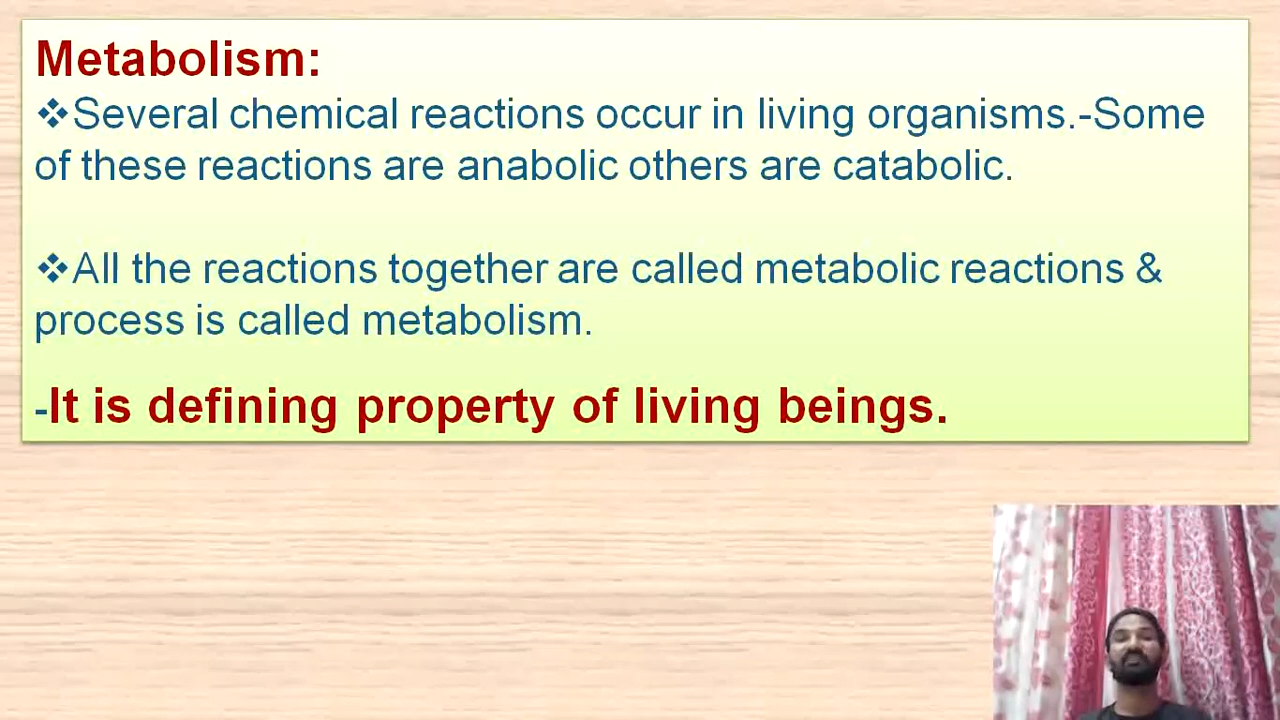 Metabolism:
❖Several chemical reactions occur in living organisms.-Some
of these reactions are anabolic others are catabolic.
❖All the reactions together are called metabolic reactions &
process is called metabolism.
-It is defining property of living beings.